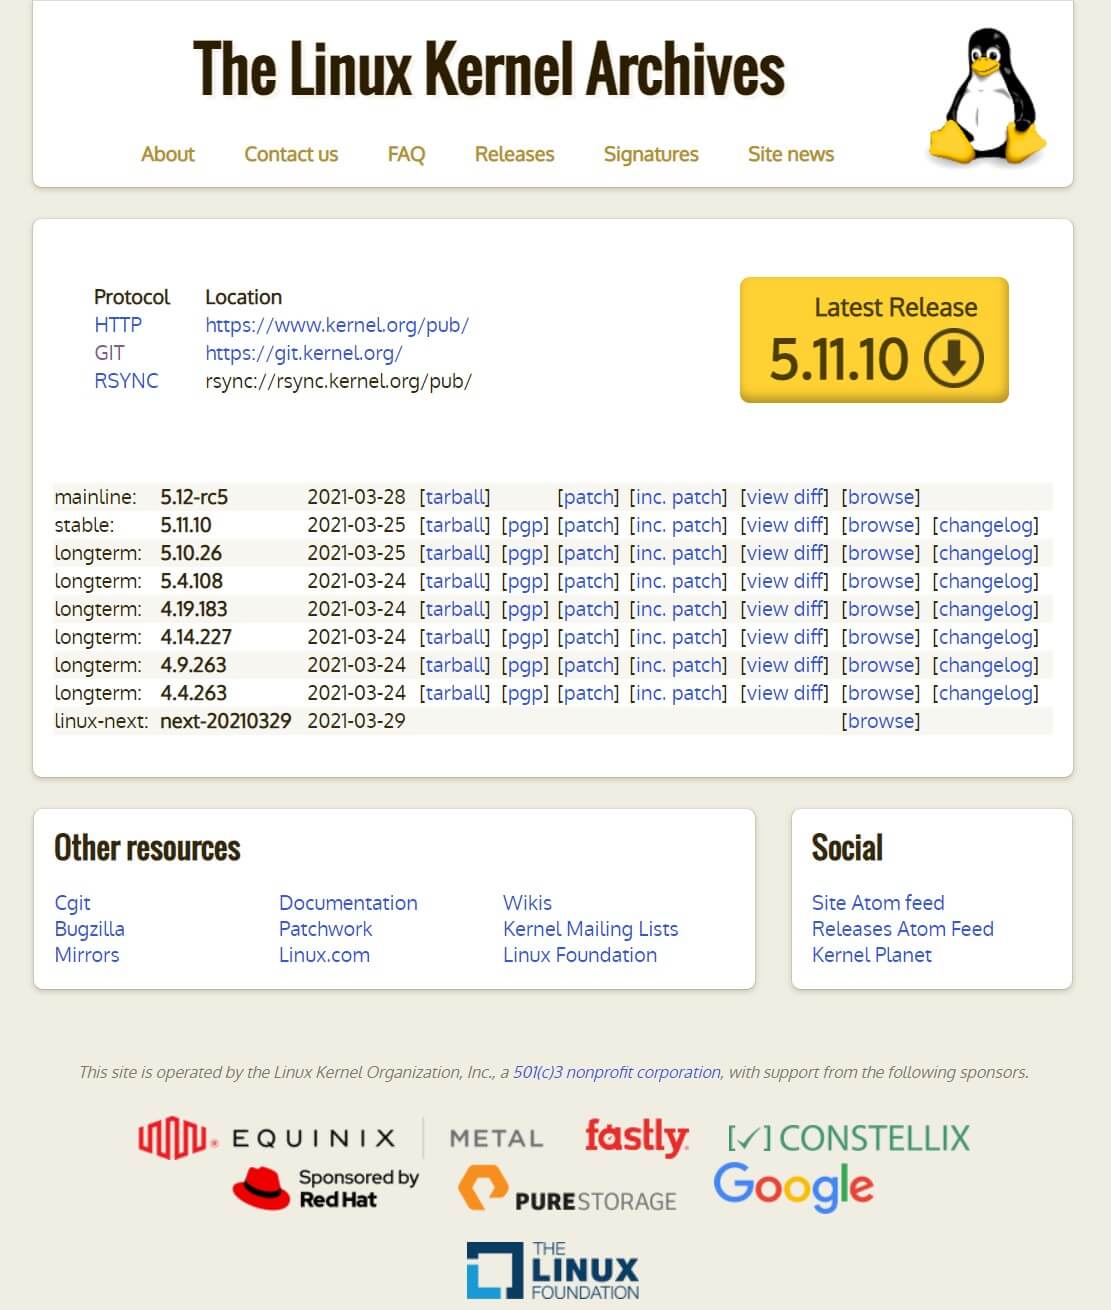 The Linux Kernel Archives
About Contact us FAQ Releases Signatures Site news
Protocol Location
HTTP https://www.kernel.org/pub/
GIT https://git.kernel.org/
RSYNC rsync://rsync.kernel.org/pub/
Latest Release
5.11.10
mainline: 5.12-rc5 2021-03-28 [tarball] [patch] [inc. patch] [view diff] [browse]
stable: 5.11.10 2021-03-25 [tarball] [pgp] [patch] [inc. patch] [view diff] [browse] [changelog]
longterm: 5.10.26 2021-03-25 [tarball] [pgp] [patch] [inc. patch] [view diff] [browse] [changelog]
longterm: 5.4.108 2021-03-24 [tarball] [pgp] [patch] [inc. patch] [view diff] [browse] [changelog]
longterm: 4.19.183 2021-03-24 [tarball] [pgp] [patch] [inc. patch] [view diff] [browse] [changelog]
longterm: 4.14.227 2021-03-24 [tarball] [pgp] [patch] [inc. patch] [view diff] [browse] [changelog]
longterm: 4.9.263 2021-03-24 [tarball] [pgp] [patch] [inc. patch] [view diff] [browse] [changelog]
longterm: 4.4.263 2021-03-24 [tarball] [pgp] [patch] [inc. patch] [view diff] [browse] [changelog]
linux-next: next-20210329 2021-03-29 [browse]
Other resources
Cgit Documentation Wikis
Bugzilla Patchwork Kernel Mailing Lists
Mirrors Linux.com Linux Foundation
Social
Site Atom feed
Releases Atom Feed
Kernel Planet
This site is operated by the Linux Kernel Organization, Inc., a 501(c)3 nonprofit corporation, with support from the following sponsors.
EQUINIX METAL fastly CONSTELLIX
Sponsored by
Red Hat
PURESTORAGE
Google
THE
LINUX
FOUNDATION